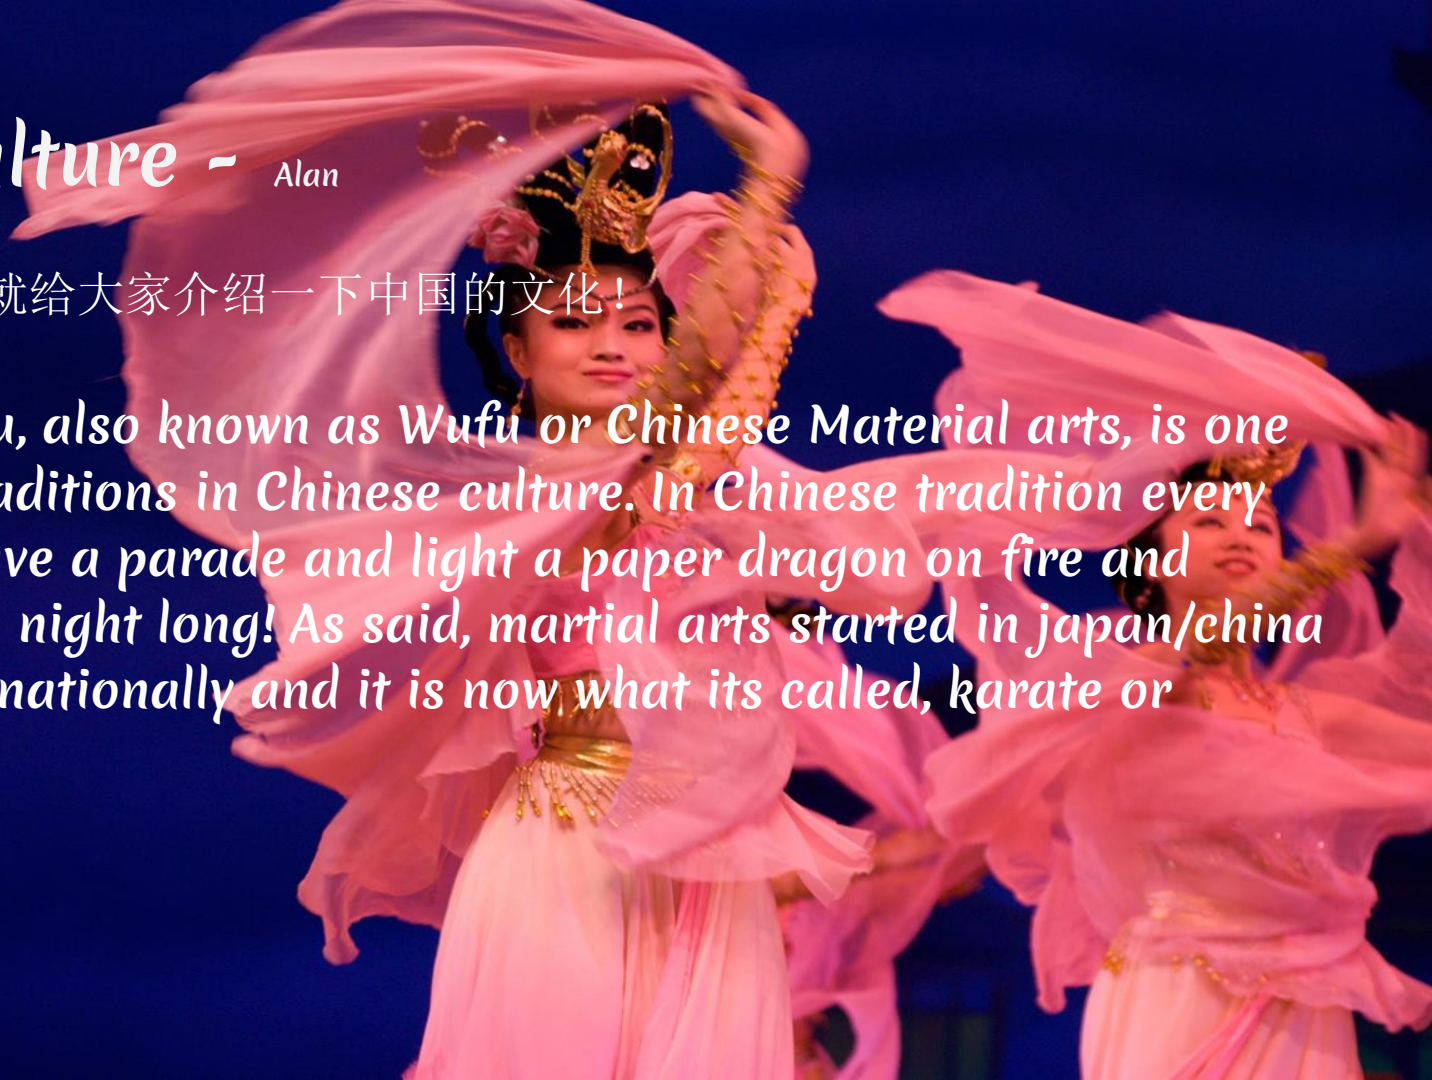 lture - Alan
就给大家介绍一下中国的文化！
u, also known as Wufu or Chinese Material arts, is one
aditions in Chinese culture. In Chinese tradition every
ve a parade and light a paper dragon on fire and
night long! As said, martial arts started in japan/china
nationally and it is now what its called, karate or